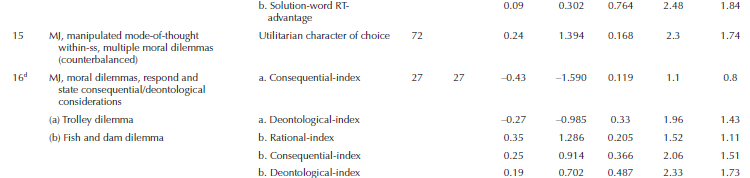 b. Solution-word RT- 0.09 0.302 0.764 2.48 1.84
advantage
15 MJ, manipulated mode-of-thought Utilitarian character of choice 72 0.24 1.394 0.168 2.3 1.74
within-ss, multiple moral dilemmas
(counterbalanced)
16d MJ, moral dilemmas, respond and a. Consequential-index 27 27 −0.43 −1.590 0.119 1.1 0.8
state consequential/deontological
considerations
(a) Trolley dilemma a. Deontological-index −0.27 −0.985 0.33 1.96 1.43
(b) Fish and dam dilemma b. Rational-index 0.35 1.286 0.205 1.52 1.11
b. Consequential-index 0.25 0.914 0.366 2.06 1.51
b. Deontological-index 0.19 0.702 0.487 2.33 1.73